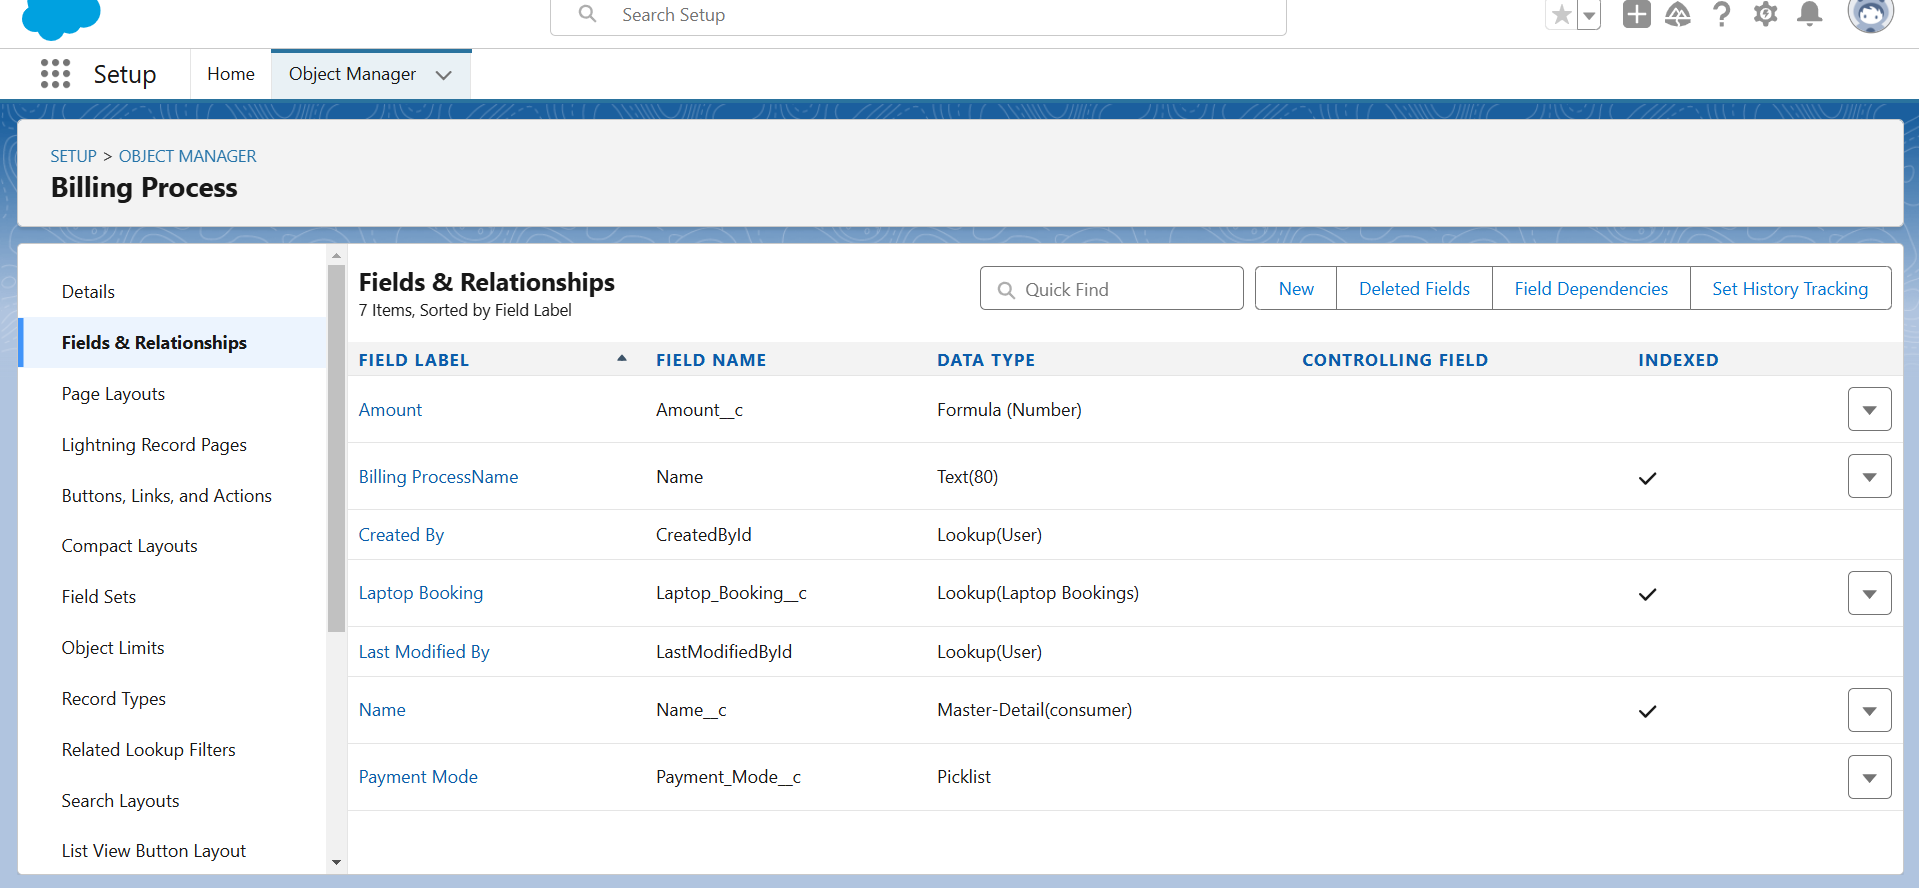 Search Setup
Setup Home Object Manager
SETUP > OBJECT MANAGER
Billing Process
Details
Fields & Relationships
Page Layouts
Lightning Record Pages
Buttons, Links, and Actions
Compact Layouts
Field Sets
Object Limits
Record Types
Related Lookup Filters
Search Layouts
List View Button Layout
Fields & Relationships
7 Items, Sorted by Field Label
Quick Find New Deleted Fields Field Dependencies Set History Tracking
FIELD LABEL FIELD NAME DATA TYPE CONTROLLING FIELD INDEXED
Amount Amount__c Formula (Number)
Billing ProcessName Name Text(80)
Created By CreatedById Lookup(User)
Laptop Booking Laptop_Booking__c Lookup(Laptop Bookings)
Last Modified By LastModifiedById Lookup(User)
Name Name__c Master-Detail(consumer)
Payment Mode Payment_Mode__c Picklist